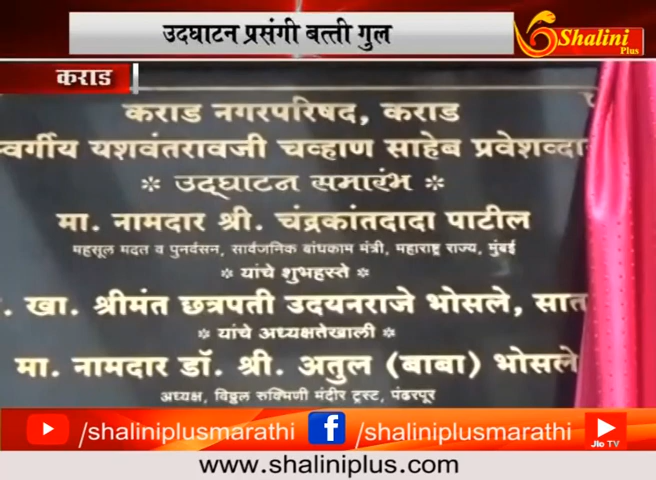 उदघाटन प्रसंगी बत्ती गुल
Shalini
Plus
कराड
कराड नगरपरिषद, कराड
यशवंतरावजी चव्हाण साहेब
* उद्घाटन समारंभ *
मा. नामदार श्री. चंद्रकांतदादा पाटील
महसूल मदत व पुनर्वसन, सार्वजनिक बांधकाम मंत्री, महाराष्ट्र राज्य, मुंबई
* यांचे शुभहस्ते *
खा. श्रीमंत छत्रपती उदयनराजे भोसले,
* यांचे अध्यक्षतेखाली *
मा. नामदार डॉ. श्री. अतुल (बाबा) भोसले
अध्यक्ष, विठ्ठल रुक्मिणी मंदीर ट्रस्ट, पंढरपूर
/shaliniplusmarathi
f /shaliniplusmarathi
Jio TV
www.shaliniplus.com